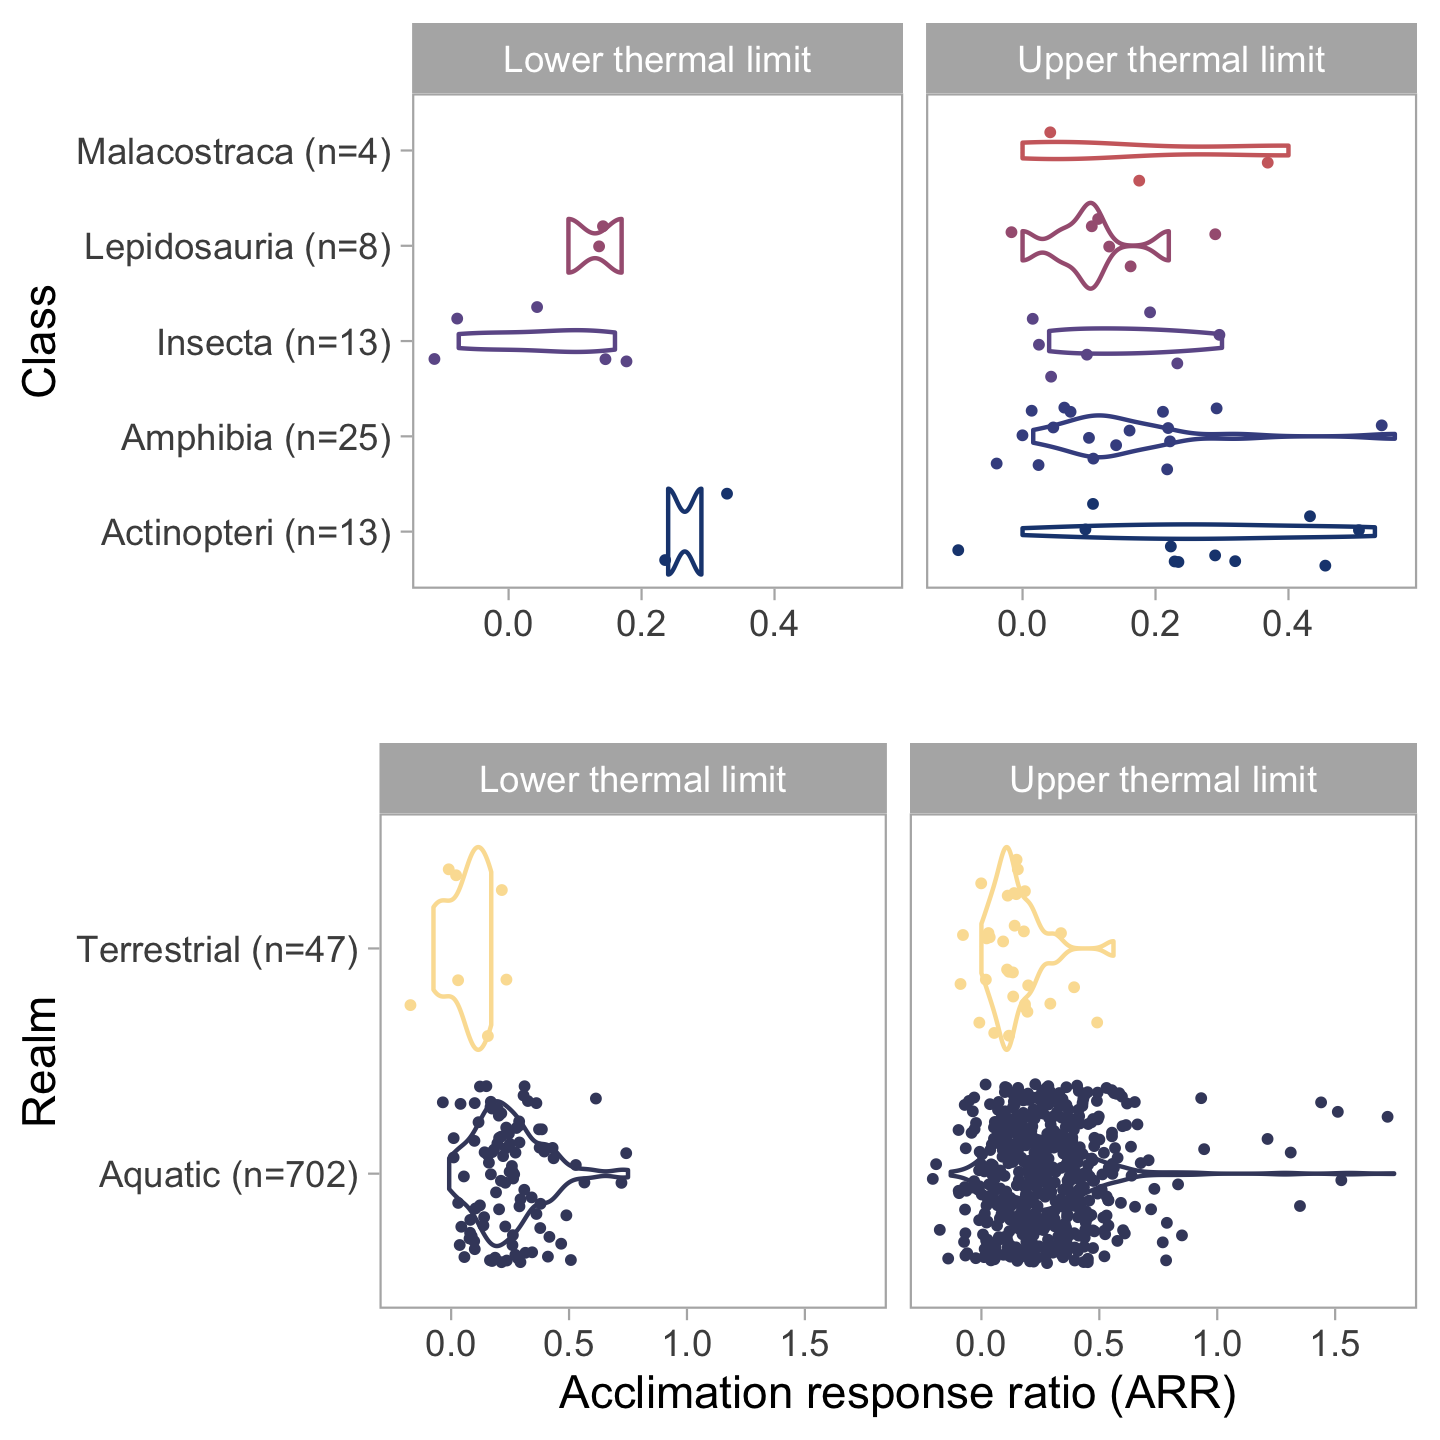 Lower thermal limit
Upper thermal limit
Class
Malacostraca (n=4)
Lepidosauria (n=8)
Insecta (n=13)
Amphibia (n=25)
Actinopteri (n=13)
0.0 0.2 0.4
0.0 0.2 0.4
Lower thermal limit
Upper thermal limit
Realm
Terrestrial (n=47)
Aquatic (n=702)
0.0 0.5 1.0 1.5
0.0 0.5 1.0 1.5
Acclimation response ratio (ARR)